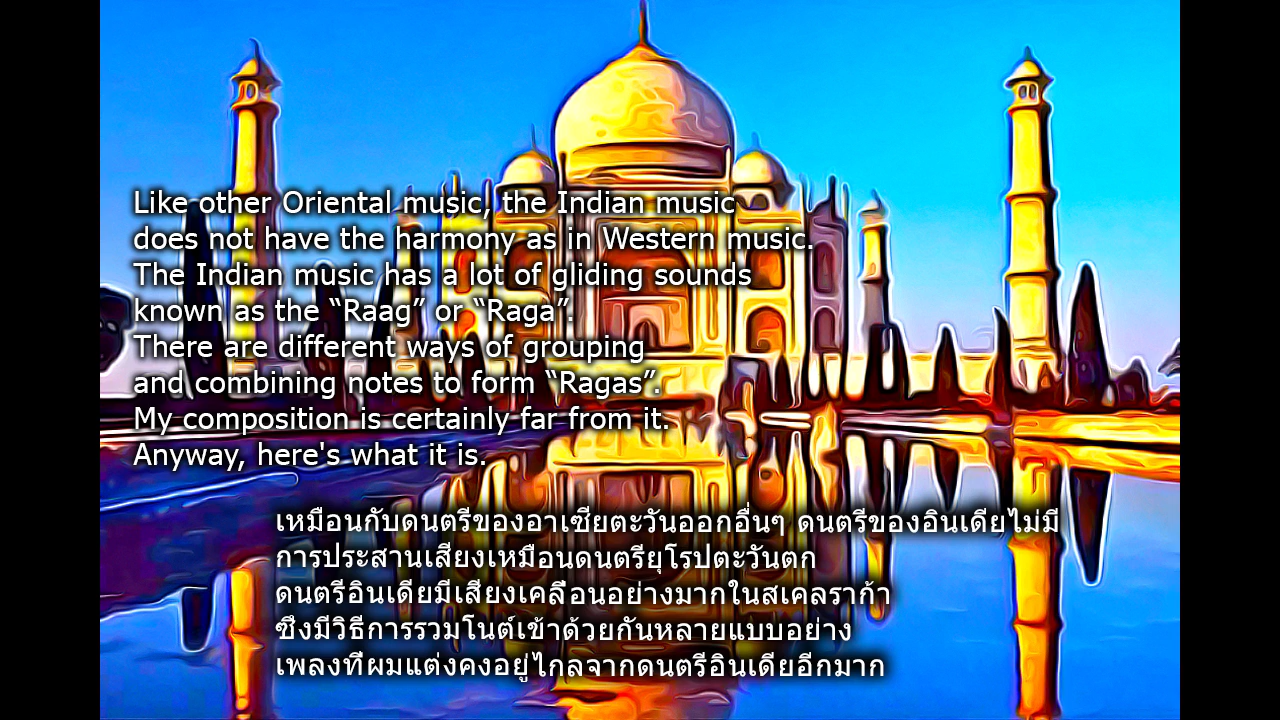 Like other Oriental music, the Indian music
does not have the harmony as in Western music.
The Indian music has a lot of gliding sounds
known as the “Raag” or “Raga”.
There are different ways of grouping
and combining notes to form “Ragas”.
My composition is certainly far from it.
Anyway, here's what it is.
เหมือนกับดนตรีของอาเซียตะวันออกอื่นๆ ดนตรีของอินเดียไม่มี
การประสานเสียงเหมือนดนตรียุโรปตะวันตก
ดนตรีอินเดียมีเสียงเคลื่อนอย่างมากในสเคลราก้า
ซึ่งมีวิธีการรวมโนต์เข้าด้วยกันหลายแบบอย่าง
เพลงที่ผมแต่งคงอยู่ไกลจากดนตรีอินเดียอีกมาก